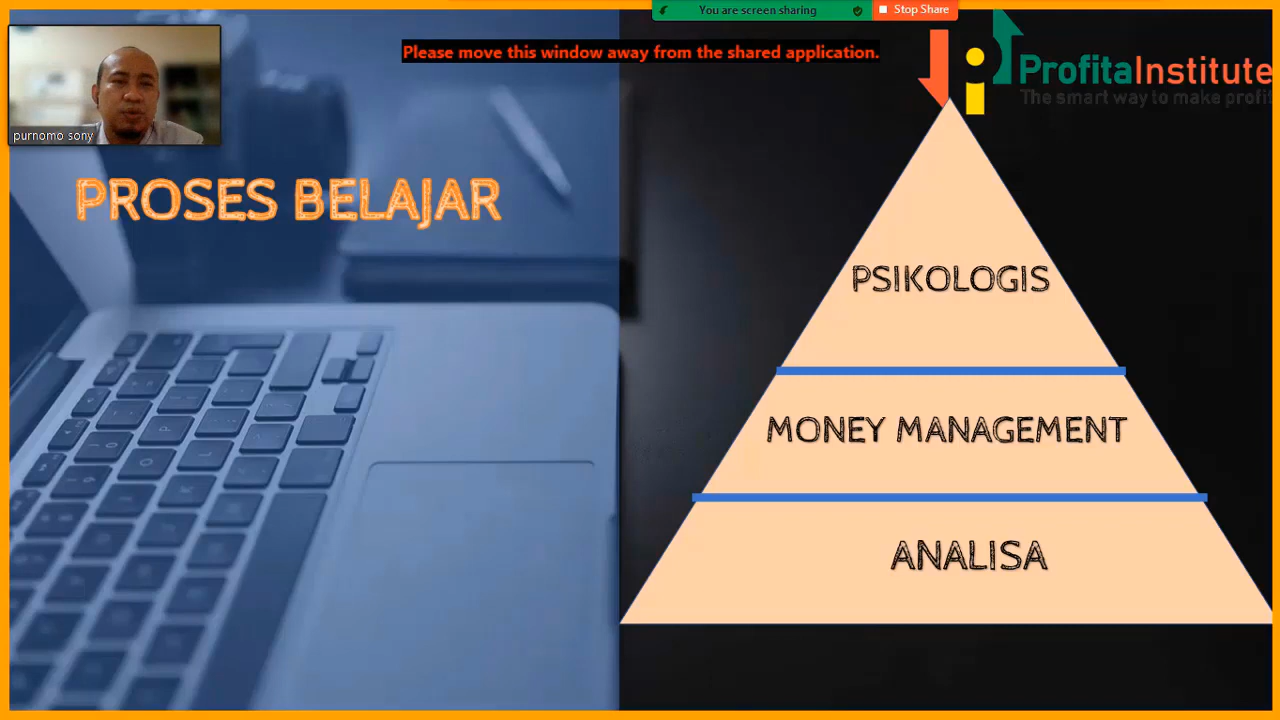 You are screen sharing
Stop Share
Please move this window away from the shared application.
ProfitaInstitute
The smart way to make profit
purnomo sony
PROSES BELAJAR
PSIKOLOGIS
MONEY MANAGEMENT
ANALISA